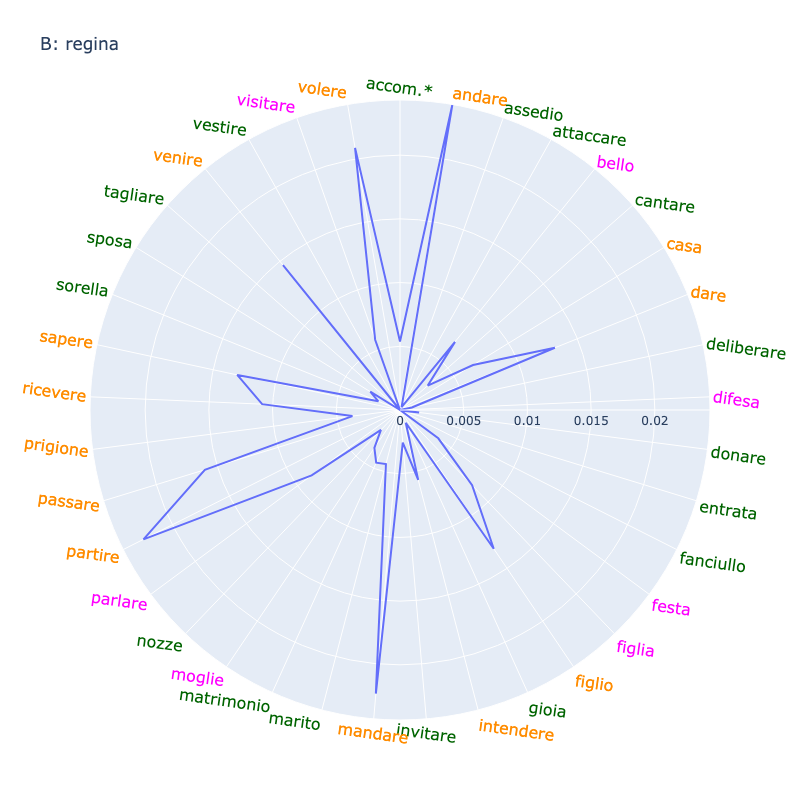 B: regina
accom.*
andare
assedio
attaccare
bello
cantare
casa
dare
deliberare
difesa
donare
entrata
fanciullo
festa
figlia
figlio
gioia
intendere
invitare
mandare
marito
matrimonio
moglie
nozze
parlare
partire
passare
prigione
ricevere
sapere
sorella
sposa
tagliare
venire
vestire
visitare
volere
0 0.005 0.01 0.015 0.02